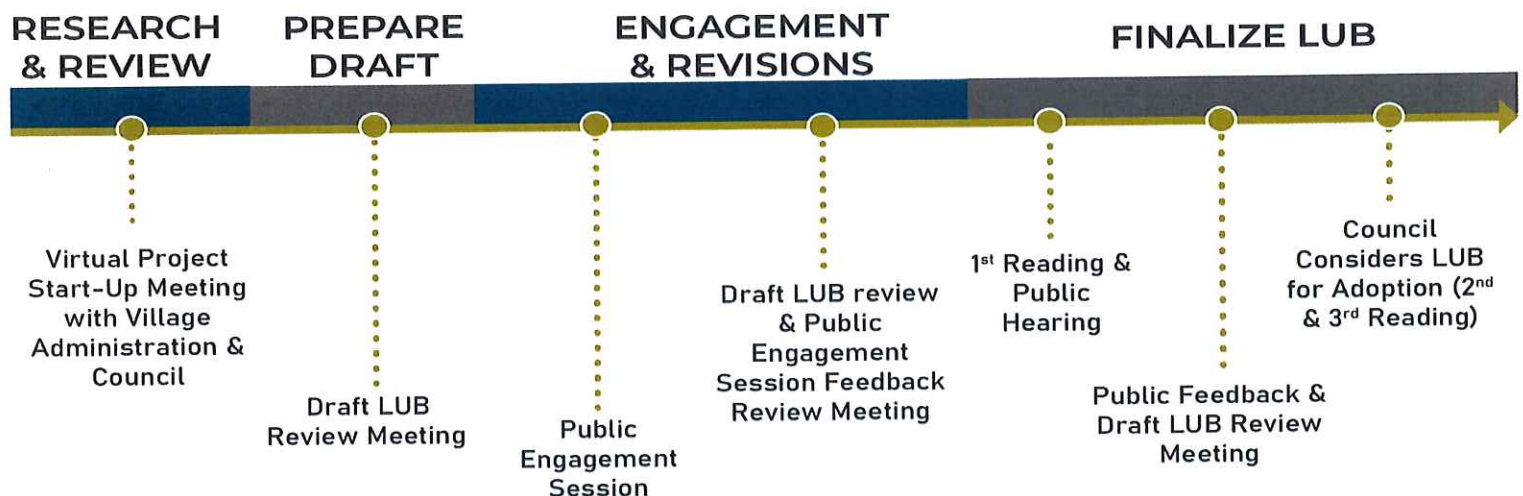 RESEARCH
& REVIEW
PREPARE
DRAFT
ENGAGEMENT
& REVISIONS
FINALIZE LUB
Virtual Project
Start-Up Meeting
with Village
Administration &
Council
Draft LUB
Review Meeting
Public
Engagement
Session
Draft LUB review
& Public
Engagement
Session Feedback
Review Meeting
1st Reading &
Public
Hearing
Public Feedback &
Draft LUB Review
Meeting
Council
Considers LUB
for Adoption (2nd
& 3rd Reading)